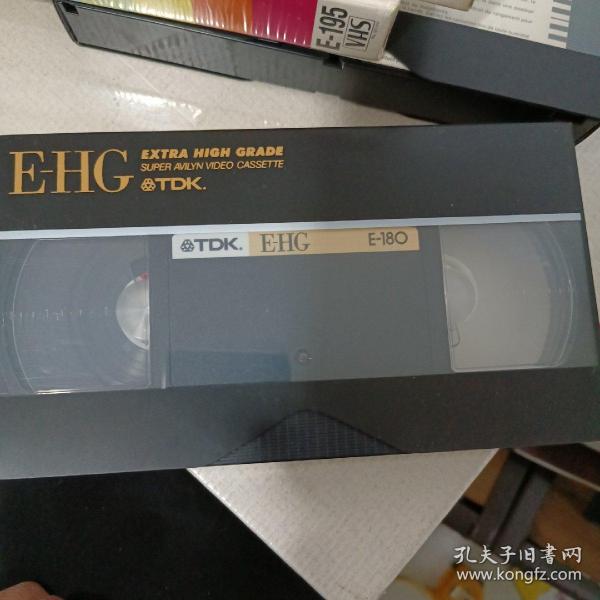 E-195
VHS
E-HG
EXTRA HIGH GRADE
SUPER AVILYN VIDEO CASSETTE
TDK.
TDK.
E-HG
E-180
孔夫子旧書网
www.kongfz.com